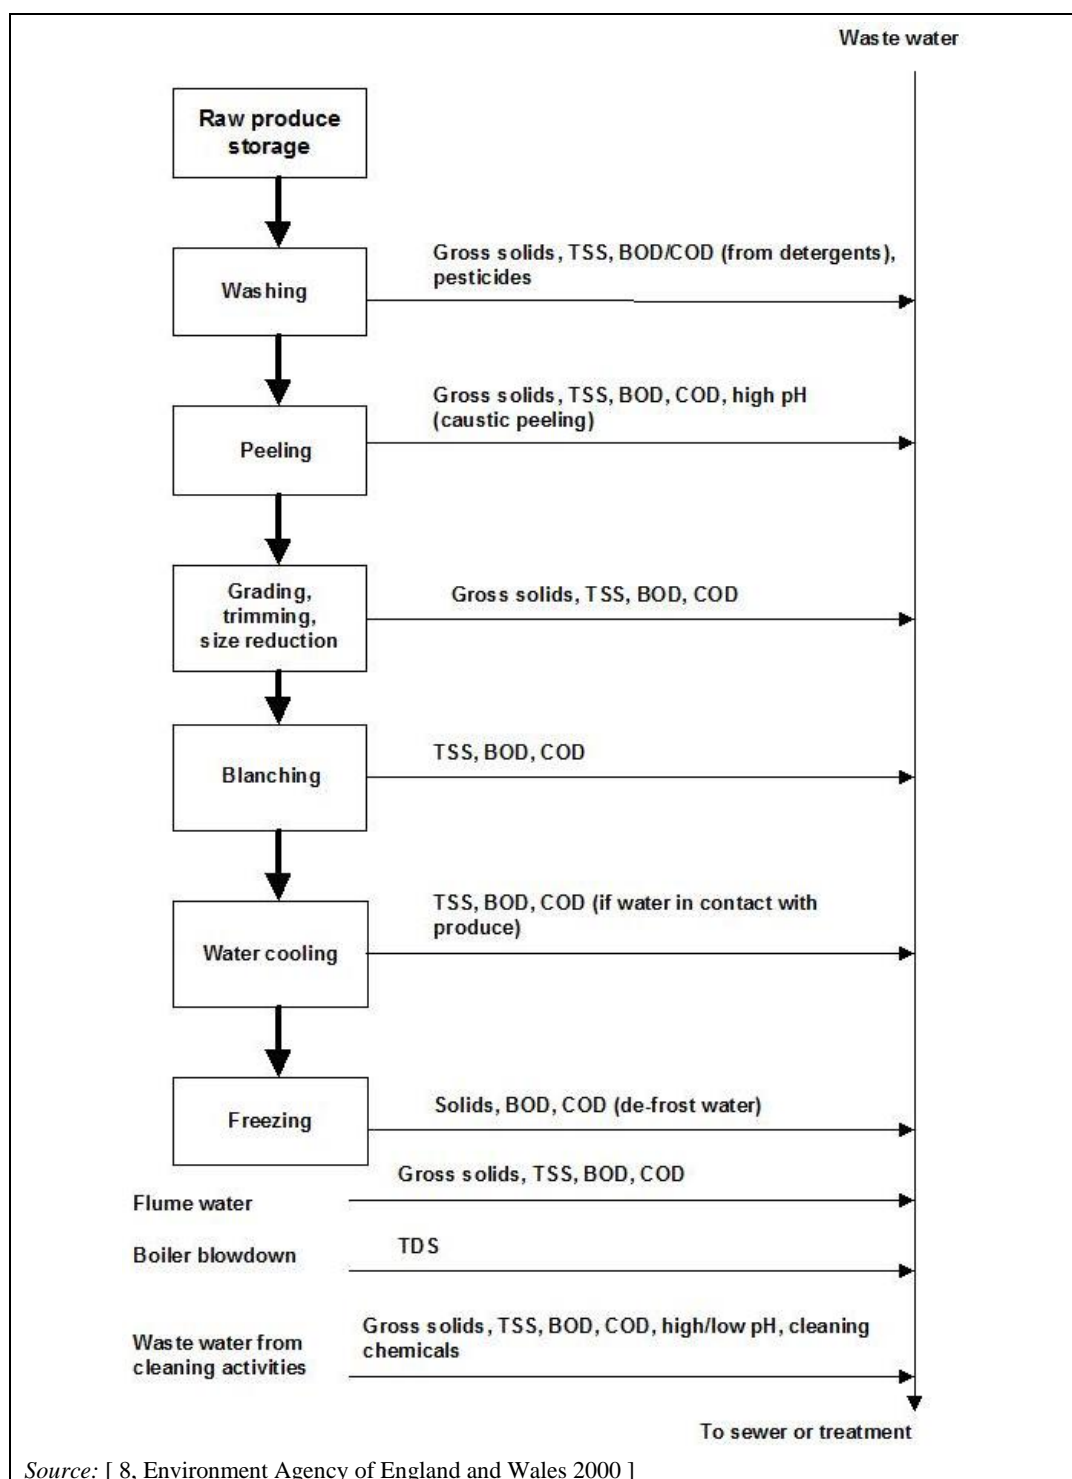 Waste water
Raw produce
storage
Gross solids, TSS, BOD/COD (from detergents),
pesticides
Washing
Gross solids, TSS, BOD, COD, high pH
(caustic peeling)
Peeling
Grading,
trimming,
size reduction
Gross solids, TSS, BOD, COD
TSS, BOD, COD
Blanching
TSS, BOD, COD (if water in contact with
produce)
Water cooling
Solids, BOD, COD (de-frost water)
Freezing
Gross solids, TSS, BOD, COD
Flume water
TDS
Boiler blowdown
Gross solids, TSS, BOD, COD, high/low pH, cleaning
chemicals
Waste water from
cleaning activities
To sewer or treatment
Source: [ 8, Environment Agency of England and Wales 2000 ]